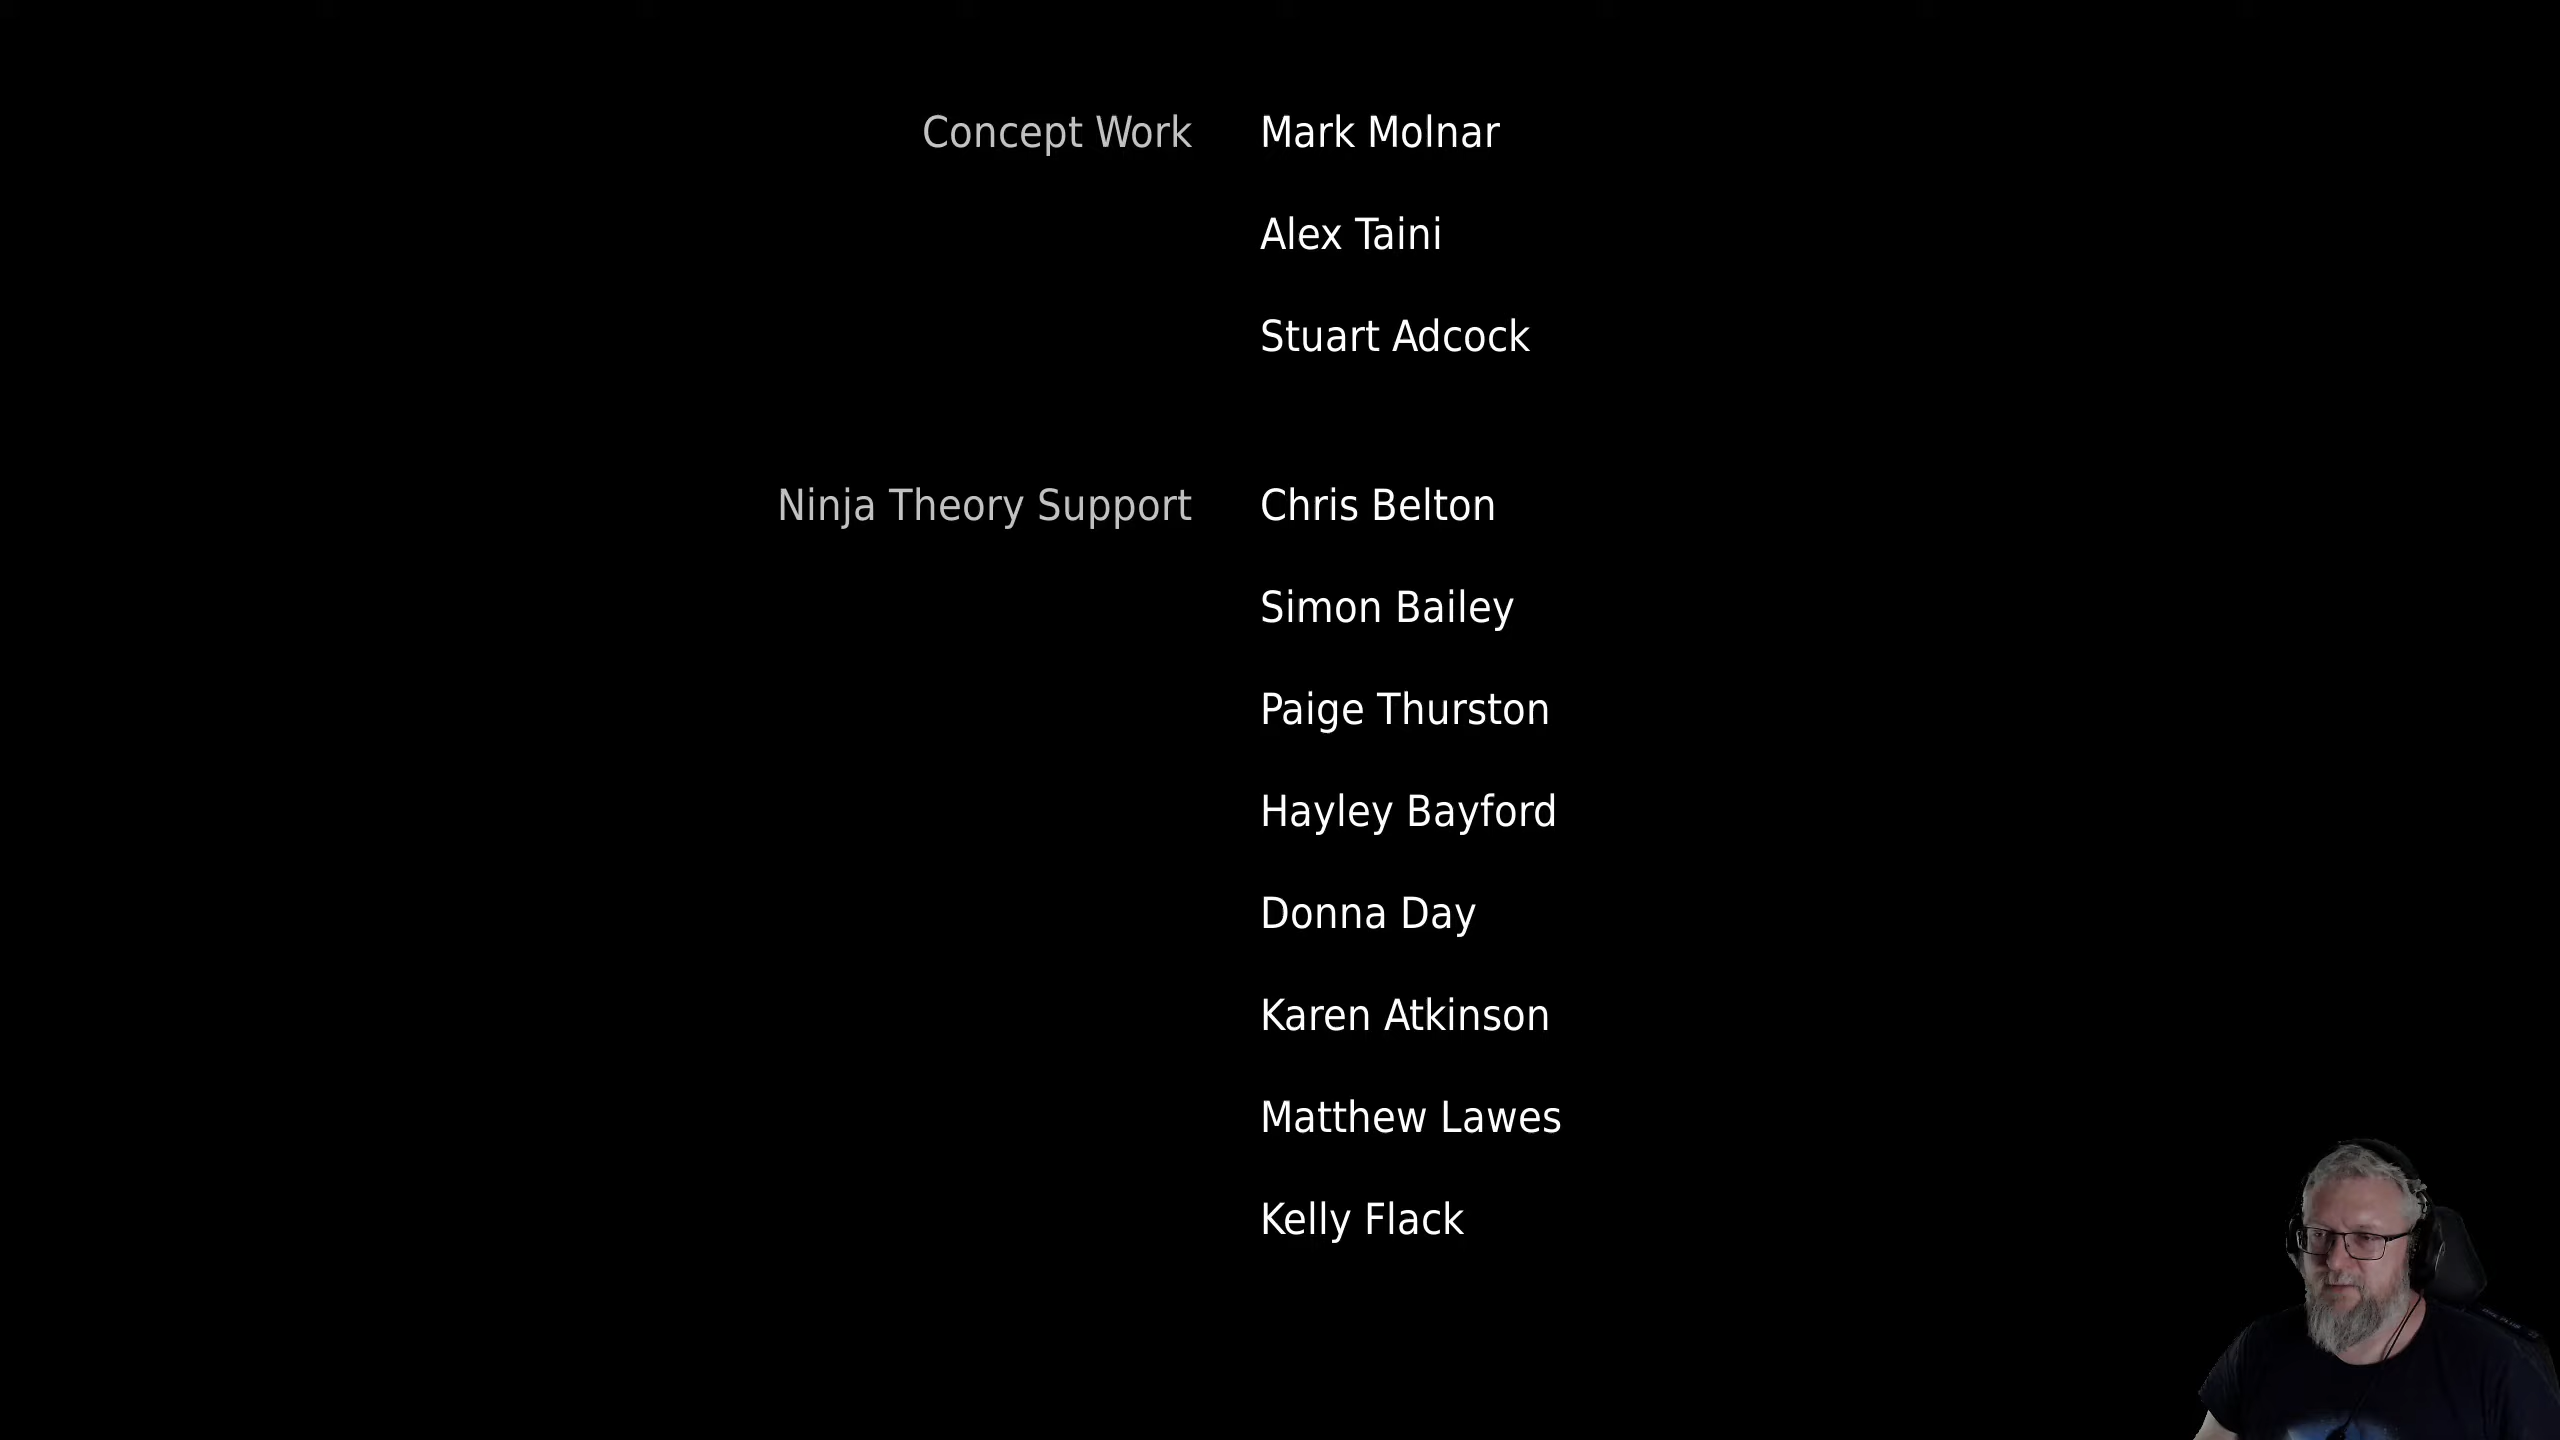 Concept Work Mark Molnar
Alex Taini
Stuart Adcock
Ninja Theory Support Chris Belton
Simon Bailey
Paige Thurston
Hayley Bayford
Donna Day
Karen Atkinson
Matthew Lawes
Kelly Flack